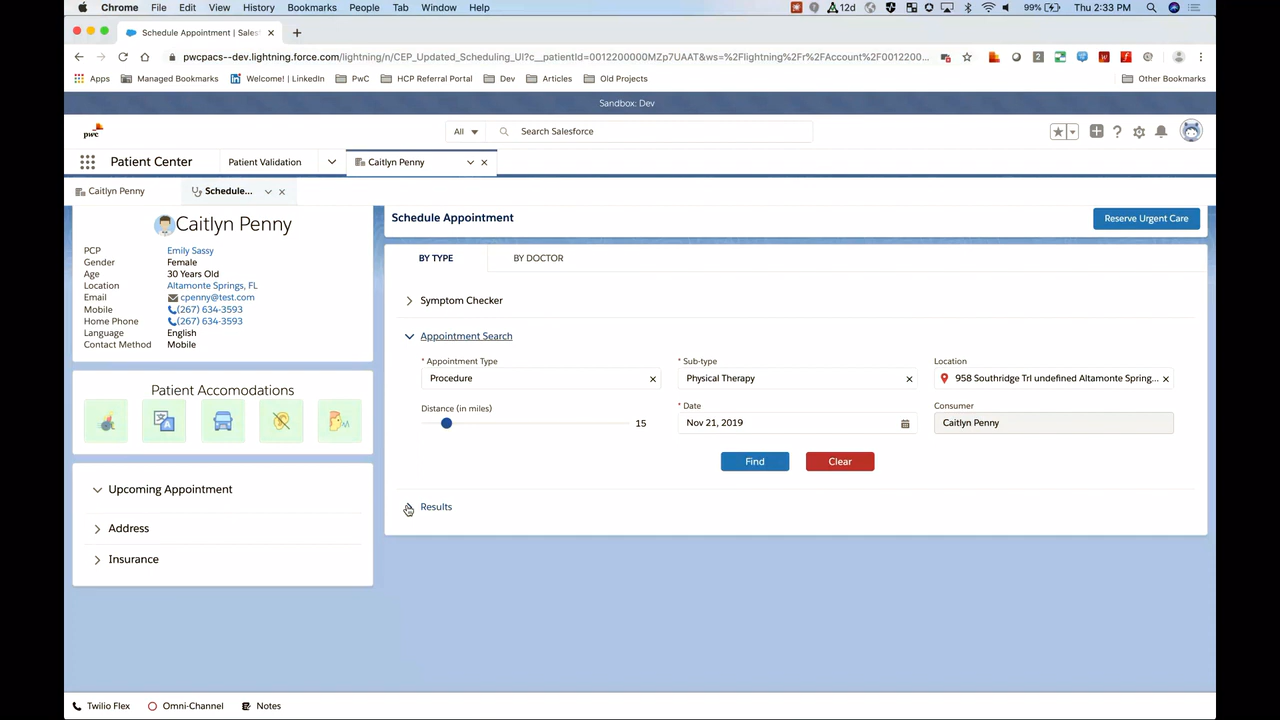 Chrome File Edit View History Bookmarks People Tab Window Help 12d 99% Thu 2:33 PM
Schedule Appointment | Sales
pwcpacs--dev.lightning.force.com/lightning/n/CEP_Updated_Scheduling_UI?c__patientId=0012200000MZp7UAAT&ws=%2Flightning%2Fr%2FAccount%2F0012200...
Apps Managed Bookmarks Welcome! | LinkedIn PwC HCP Referral Portal Dev Articles Old Projects Other Bookmarks
Sandbox: Dev
pwc All Search Salesforce
Patient Center Patient Validation Caitlyn Penny
Caitlyn Penny Schedule...
Caitlyn Penny
PCP Emily Sassy
Gender Female
Age 30 Years Old
Location Altamonte Springs, FL
Email cpenny@test.com
Mobile (267) 634-3593
Home Phone (267) 634-3593
Language English
Contact Method Mobile
Patient Accomodations
Upcoming Appointment
Address
Insurance
Schedule Appointment Reserve Urgent Care
BY TYPE BY DOCTOR
Symptom Checker
Appointment Search
* Appointment Type * Sub-type Location
Procedure Physical Therapy 958 Southridge Trl undefined Altamonte Spring...
Distance (in miles) * Date Consumer
15 Nov 21, 2019 Caitlyn Penny
Find Clear
Results
Twilio Flex Omni-Channel Notes